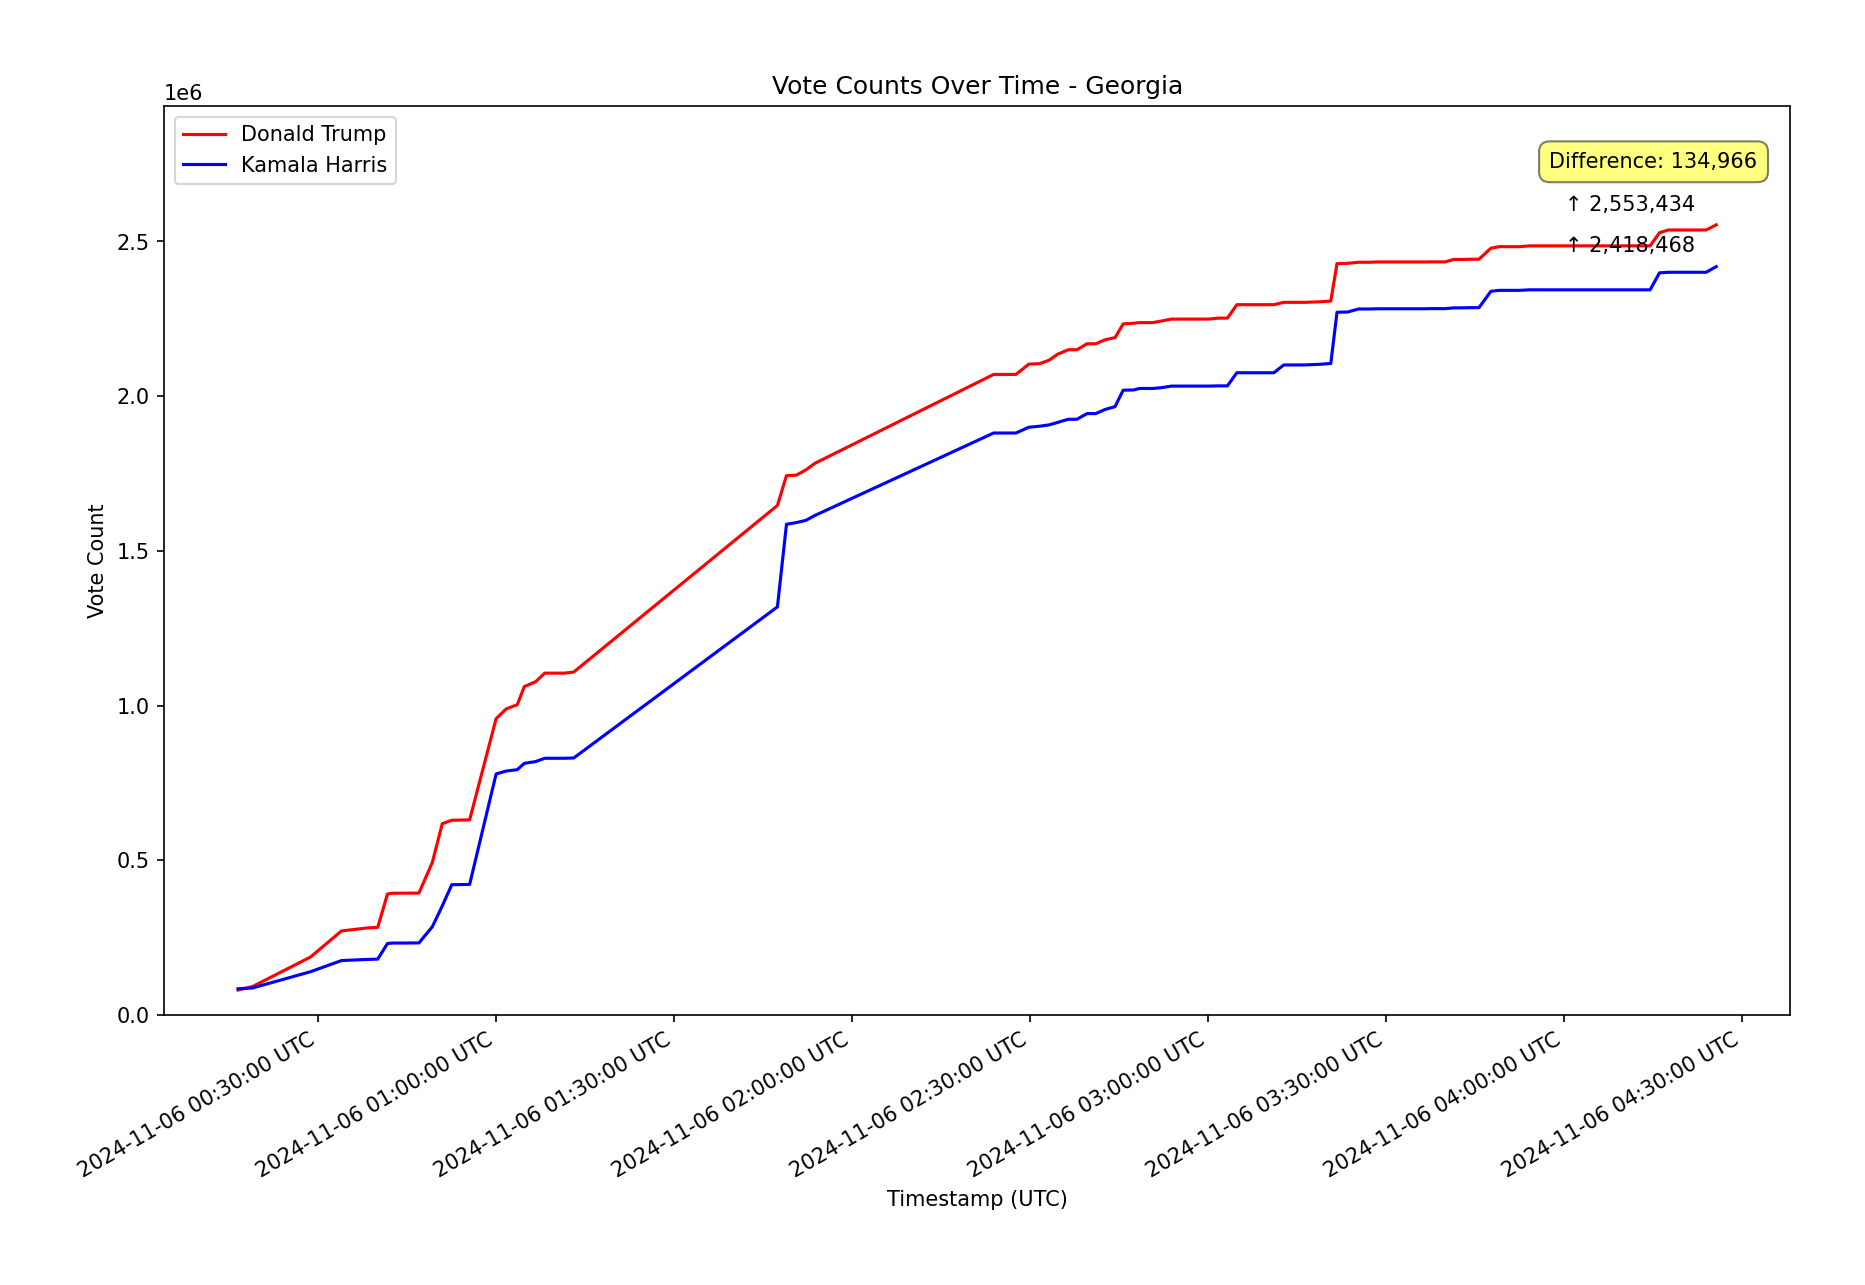 Vote Counts Over Time - Georgia
1e6
Donald Trump
Kamala Harris
Difference: 134,966
↑ 2,553,434
↑ 2,418,468
2.5
2.0
1.5
1.0
0.5
0.0
Vote Count
2024-11-06 00:30:00 UTC
2024-11-06 01:00:00 UTC
2024-11-06 01:30:00 UTC
2024-11-06 02:00:00 UTC
2024-11-06 02:30:00 UTC
2024-11-06 03:00:00 UTC
2024-11-06 03:30:00 UTC
2024-11-06 04:00:00 UTC
2024-11-06 04:30:00 UTC
Timestamp (UTC)